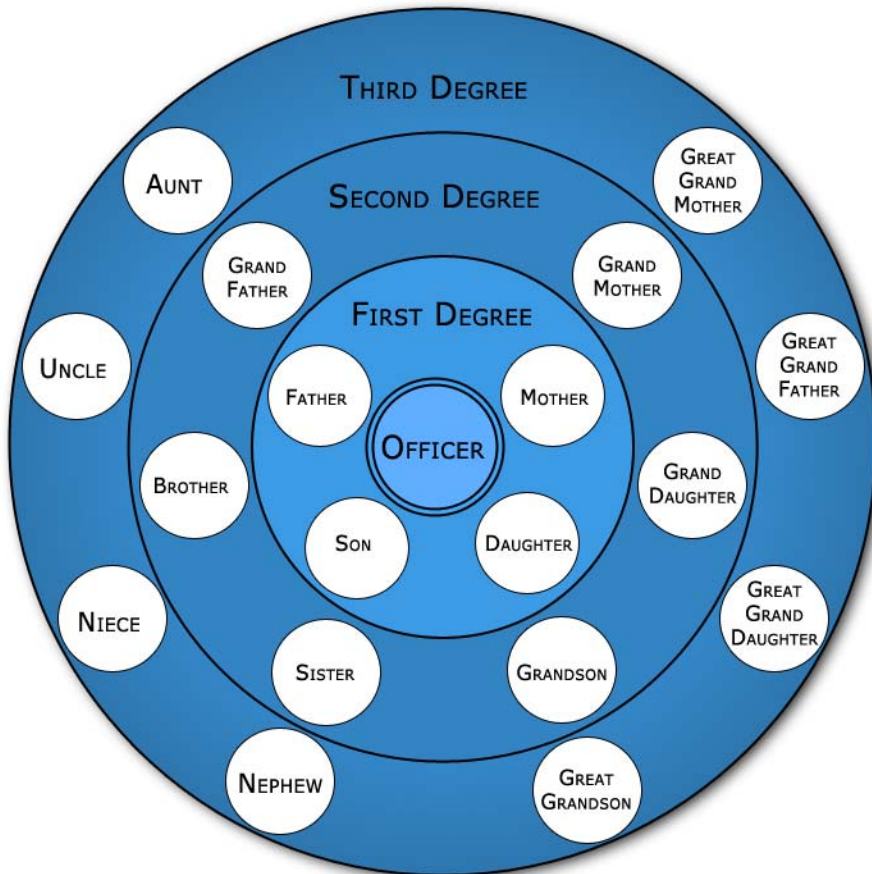 THIRD DEGREE
AUNT
GREAT
GRAND
MOTHER
SECOND DEGREE
GRAND
FATHER
GRAND
MOTHER
FIRST DEGREE
UNCLE
GREAT
GRAND
FATHER
FATHER
MOTHER
OFFICER
BROTHER
GRAND
DAUGHTER
SON
DAUGHTER
NIECE
GREAT
GRAND
DAUGHTER
SISTER
GRANDSON
NEPHEW
GREAT
GRANDSON